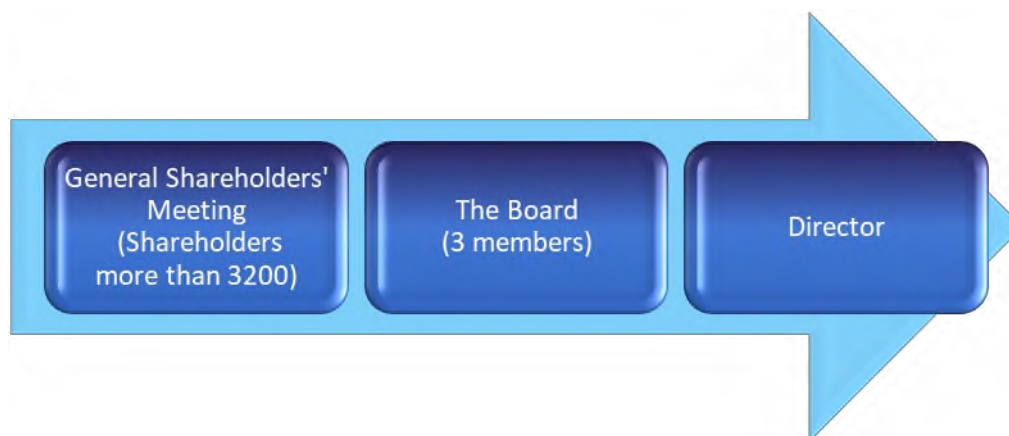 General Shareholders'
Meeting
(Shareholders
more than 3200)
The Board
(3 members)
Director